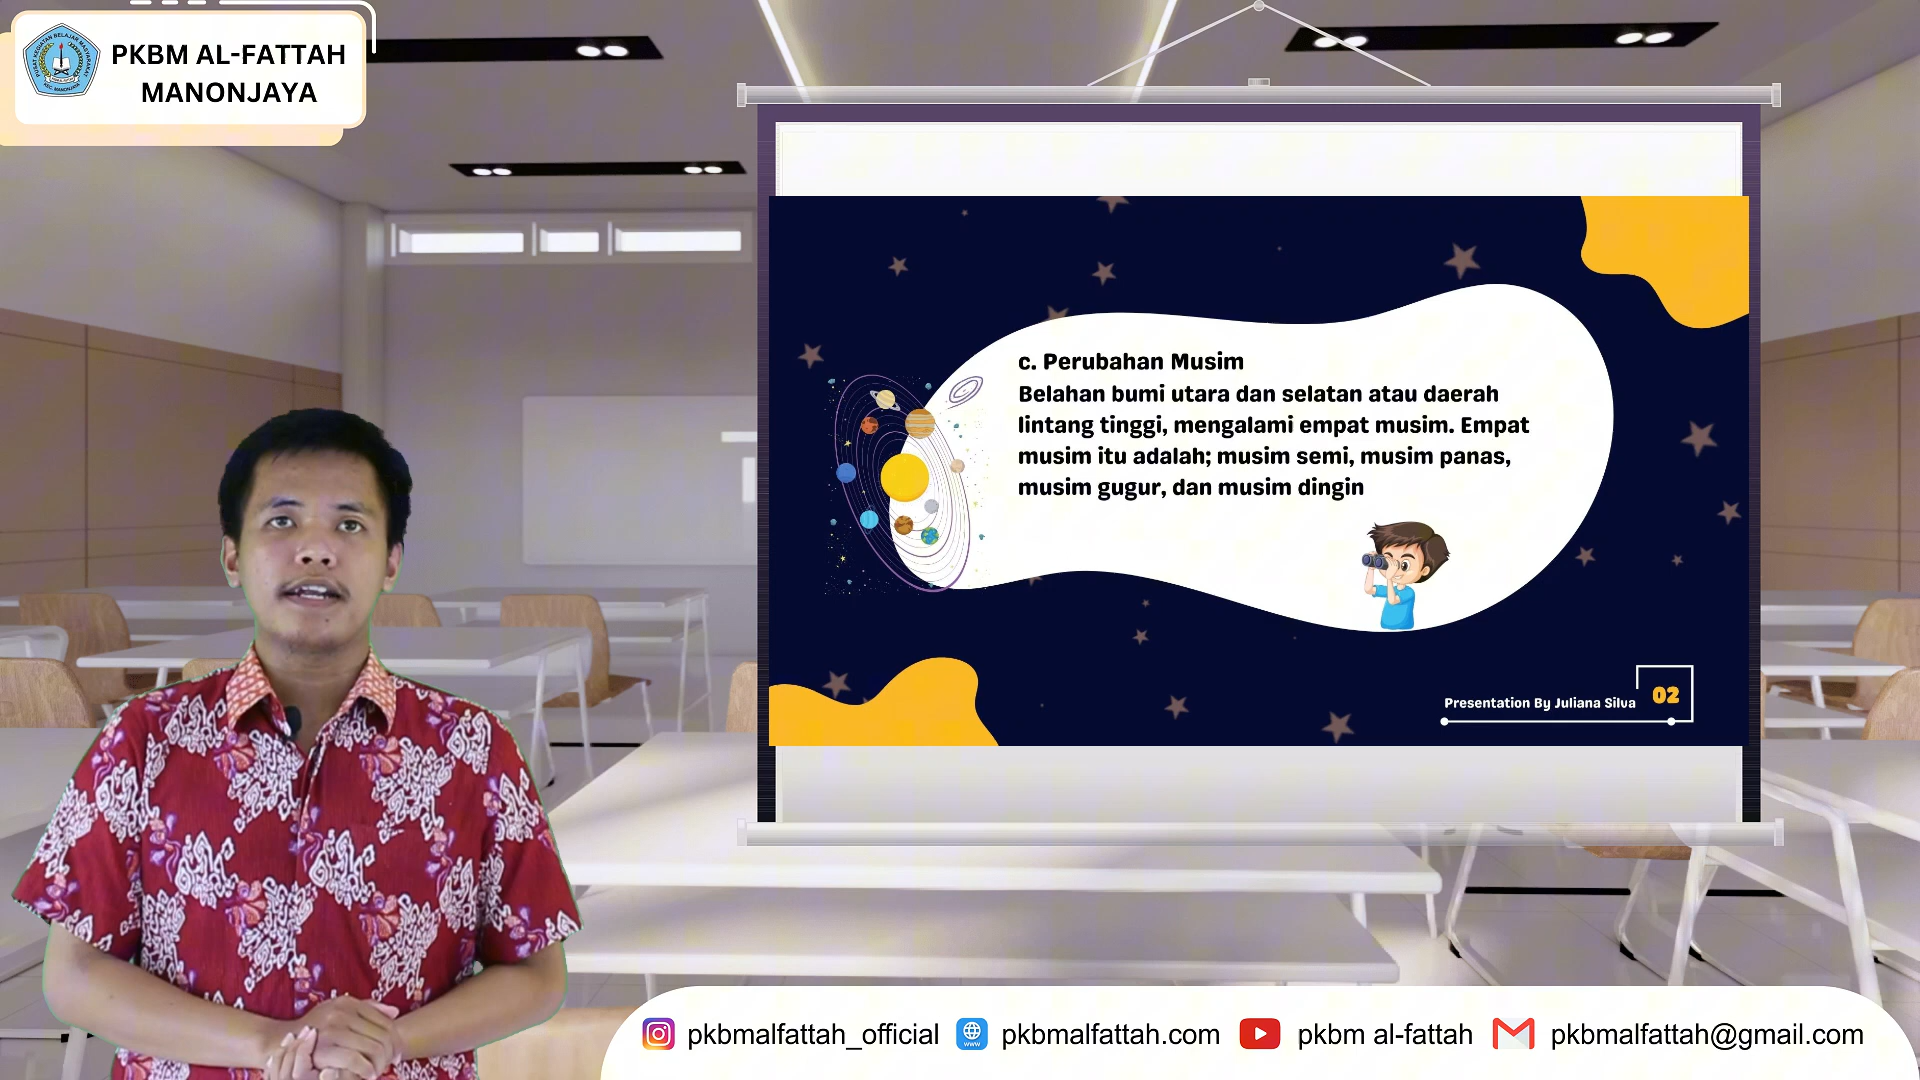 PKBM AL-FATTAH
MANONJAYA
c. Perubahan Musim
Belahan bumi utara dan selatan atau daerah
lintang tinggi, mengalami empat musim. Empat
musim itu adalah; musim semi, musim panas,
musim gugur, dan musim dingin
Presentation By Juliana Silva
02
pkbmalfattah_official
pkbmalfattah.com
pkbm al-fattah
pkbmalfattah@gmail.com